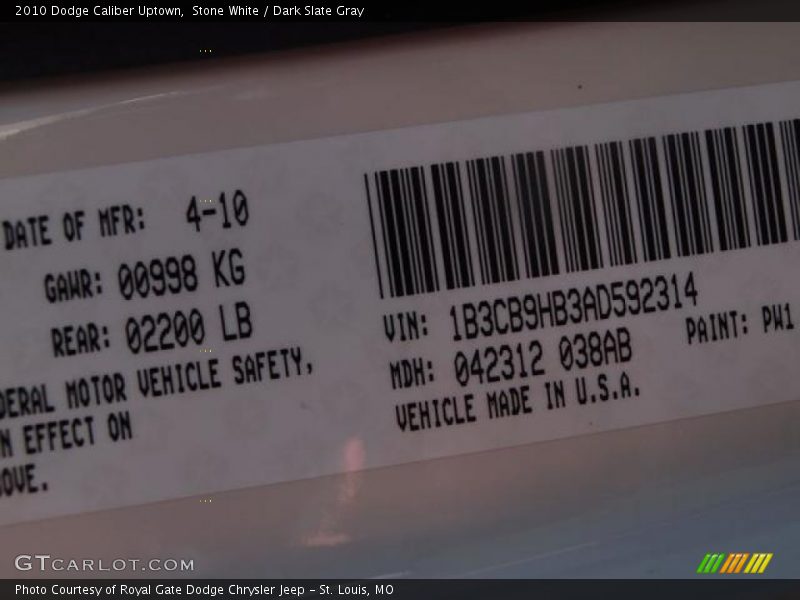 2010 Dodge Caliber Uptown, Stone White / Dark Slate Gray
DATE OF MFR: 4-10
GAWR: 00998 KG
REAR: 02200 LB
DERAL MOTOR VEHICLE SAFETY,
N EFFECT ON
OVE.
VIN: 1B3CB9HB3AD592314
MDH: 042312 038AB
PAINT: PW1
VEHICLE MADE IN U.S.A.
GTCARLOT.COM
Photo Courtesy of Royal Gate Dodge Chrysler Jeep - St. Louis, MO